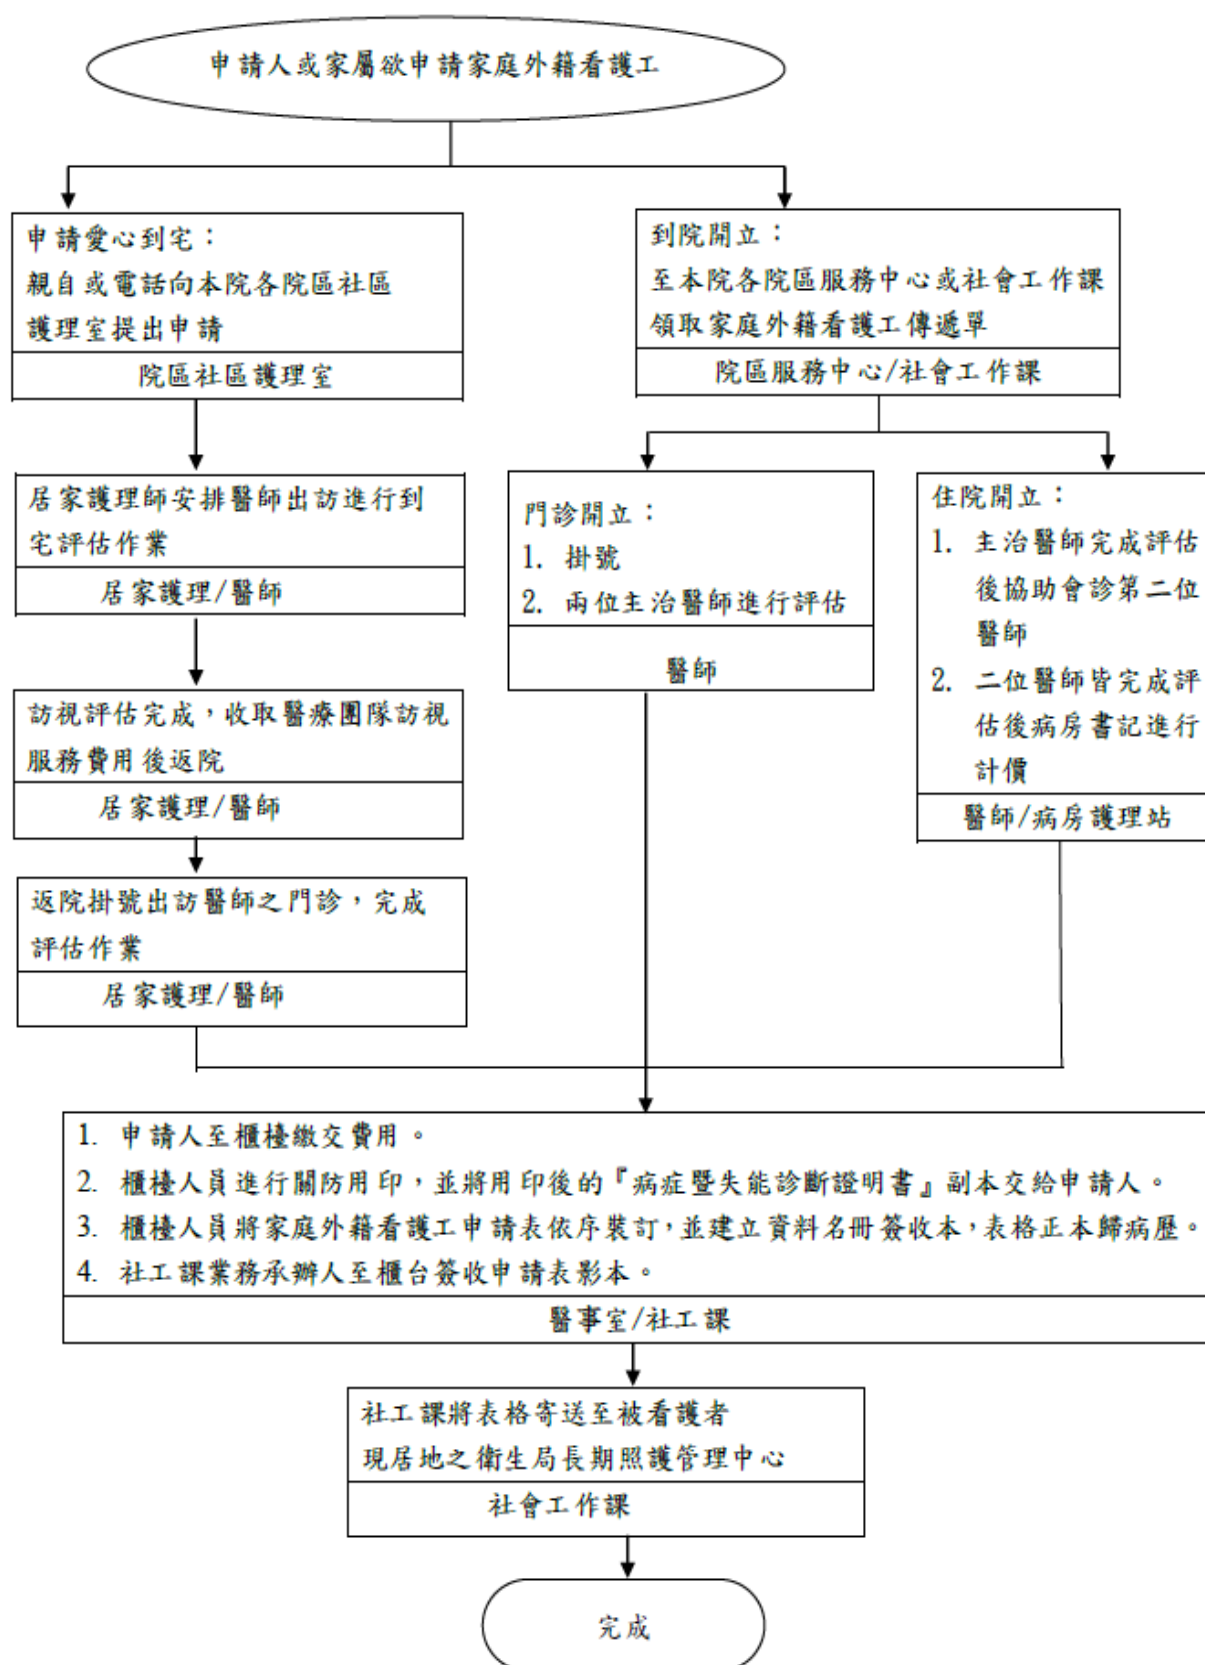 申請人或家屬欲申請家庭外籍看護工
申請愛心到宅：
親自或電話向本院各院區社區
護理室提出申請
院區社區護理室
到院開立：
至本院各院區服務中心或社會工作課
領取家庭外籍看護工傳遞單
院區服務中心/社會工作課
居家護理師安排醫師出訪進行到
宅評估作業
居家護理/醫師
門診開立：
1. 掛號
2. 兩位主治醫師進行評估
醫師
住院開立：
1. 主治醫師完成評估
後協助會診第二位
醫師
2. 二位醫師皆完成評
估後病房書記進行
計價
醫師/病房護理站
訪視評估完成，收取醫療團隊訪視
服務費用後返院
居家護理/醫師
返院掛號出訪醫師之門診，完成
評估作業
居家護理/醫師
1. 申請人至櫃檯繳交費用。
2. 櫃檯人員進行關防用印，並將用印後的『病症暨失能診斷證明書』副本交給申請人。
3. 櫃檯人員將家庭外籍看護工申請表依序裝訂，並建立資料名冊簽收本，表格正本歸病歷。
4. 社工課業務承辦人至櫃台簽收申請表影本。
醫事室/社工課
社工課將表格寄送至被看護者
現居地之衛生局長期照護管理中心
社會工作課
完成